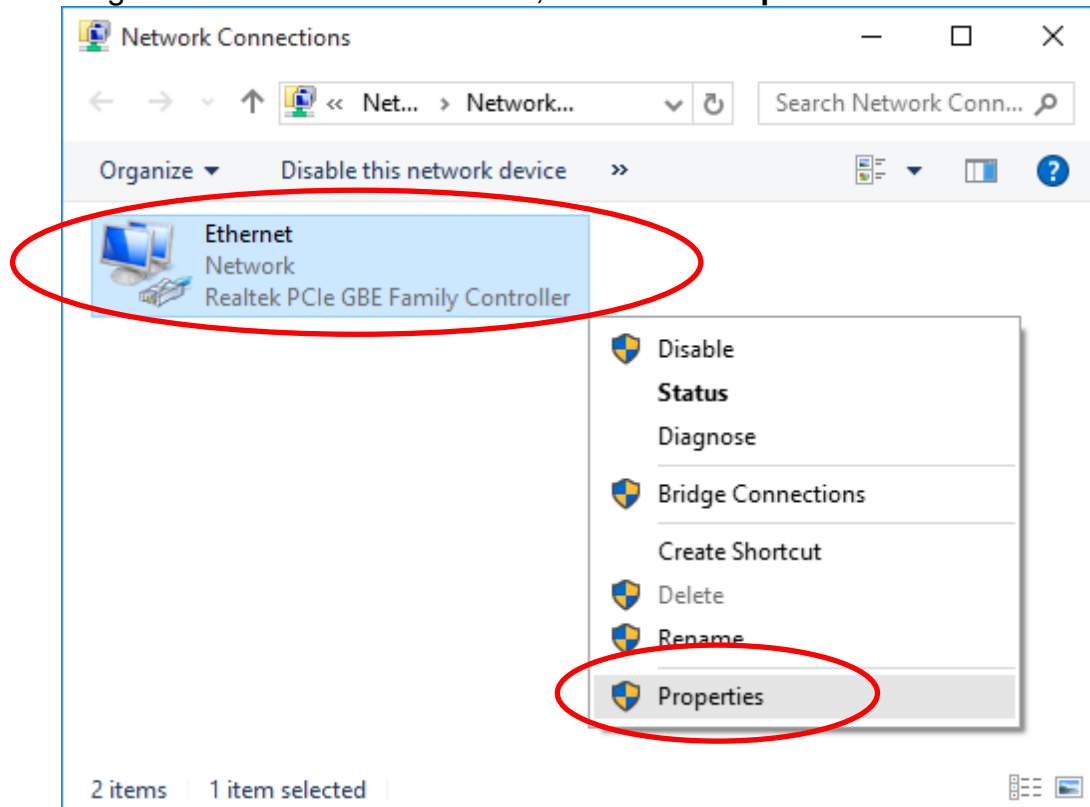 Network Connections
« Net... > Network...
Search Network Conn...
Organize
Disable this network device
»
Ethernet
Network
Realtek PCIe GBE Family Controller
Disable
Status
Diagnose
Bridge Connections
Create Shortcut
Delete
Rename
Properties
2 items
1 item selected